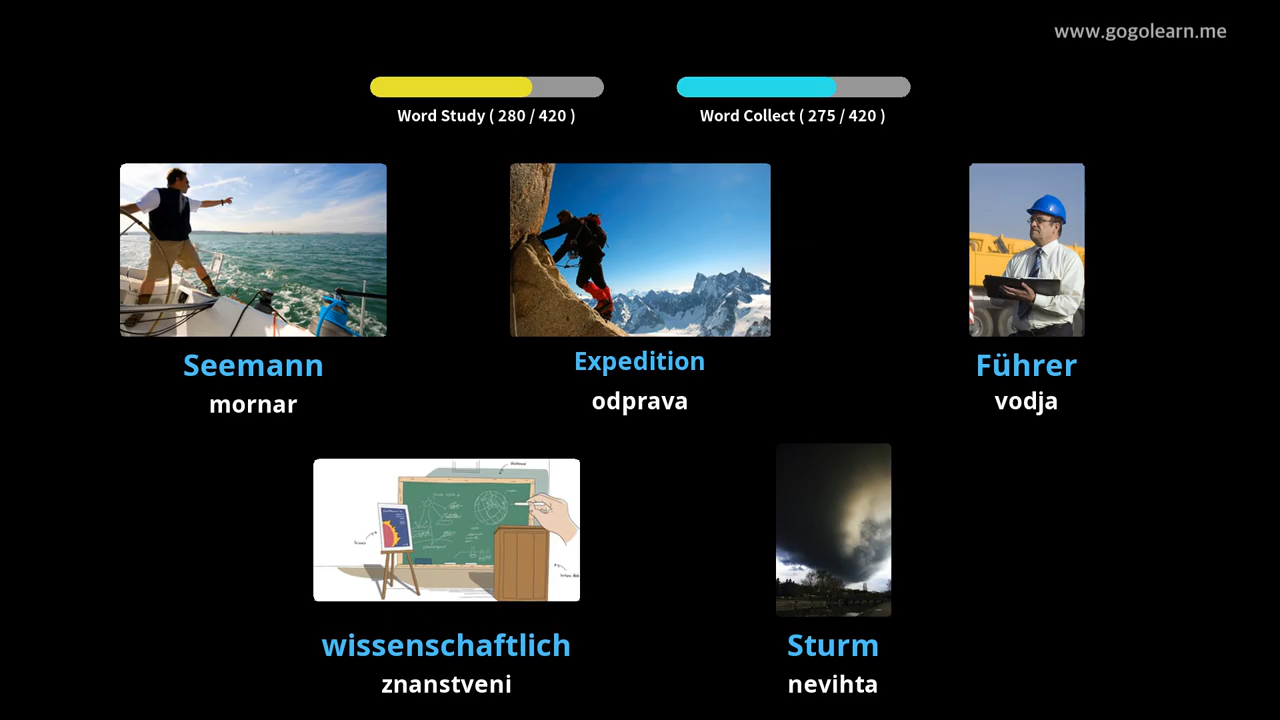 www.gogolearn.me
Word Study ( 280 / 420 )
Word Collect ( 275 / 420 )
Seemann
mornar
Expedition
odprava
Führer
vodja
wissenschaftlich
znanstveni
Sturm
nevihta